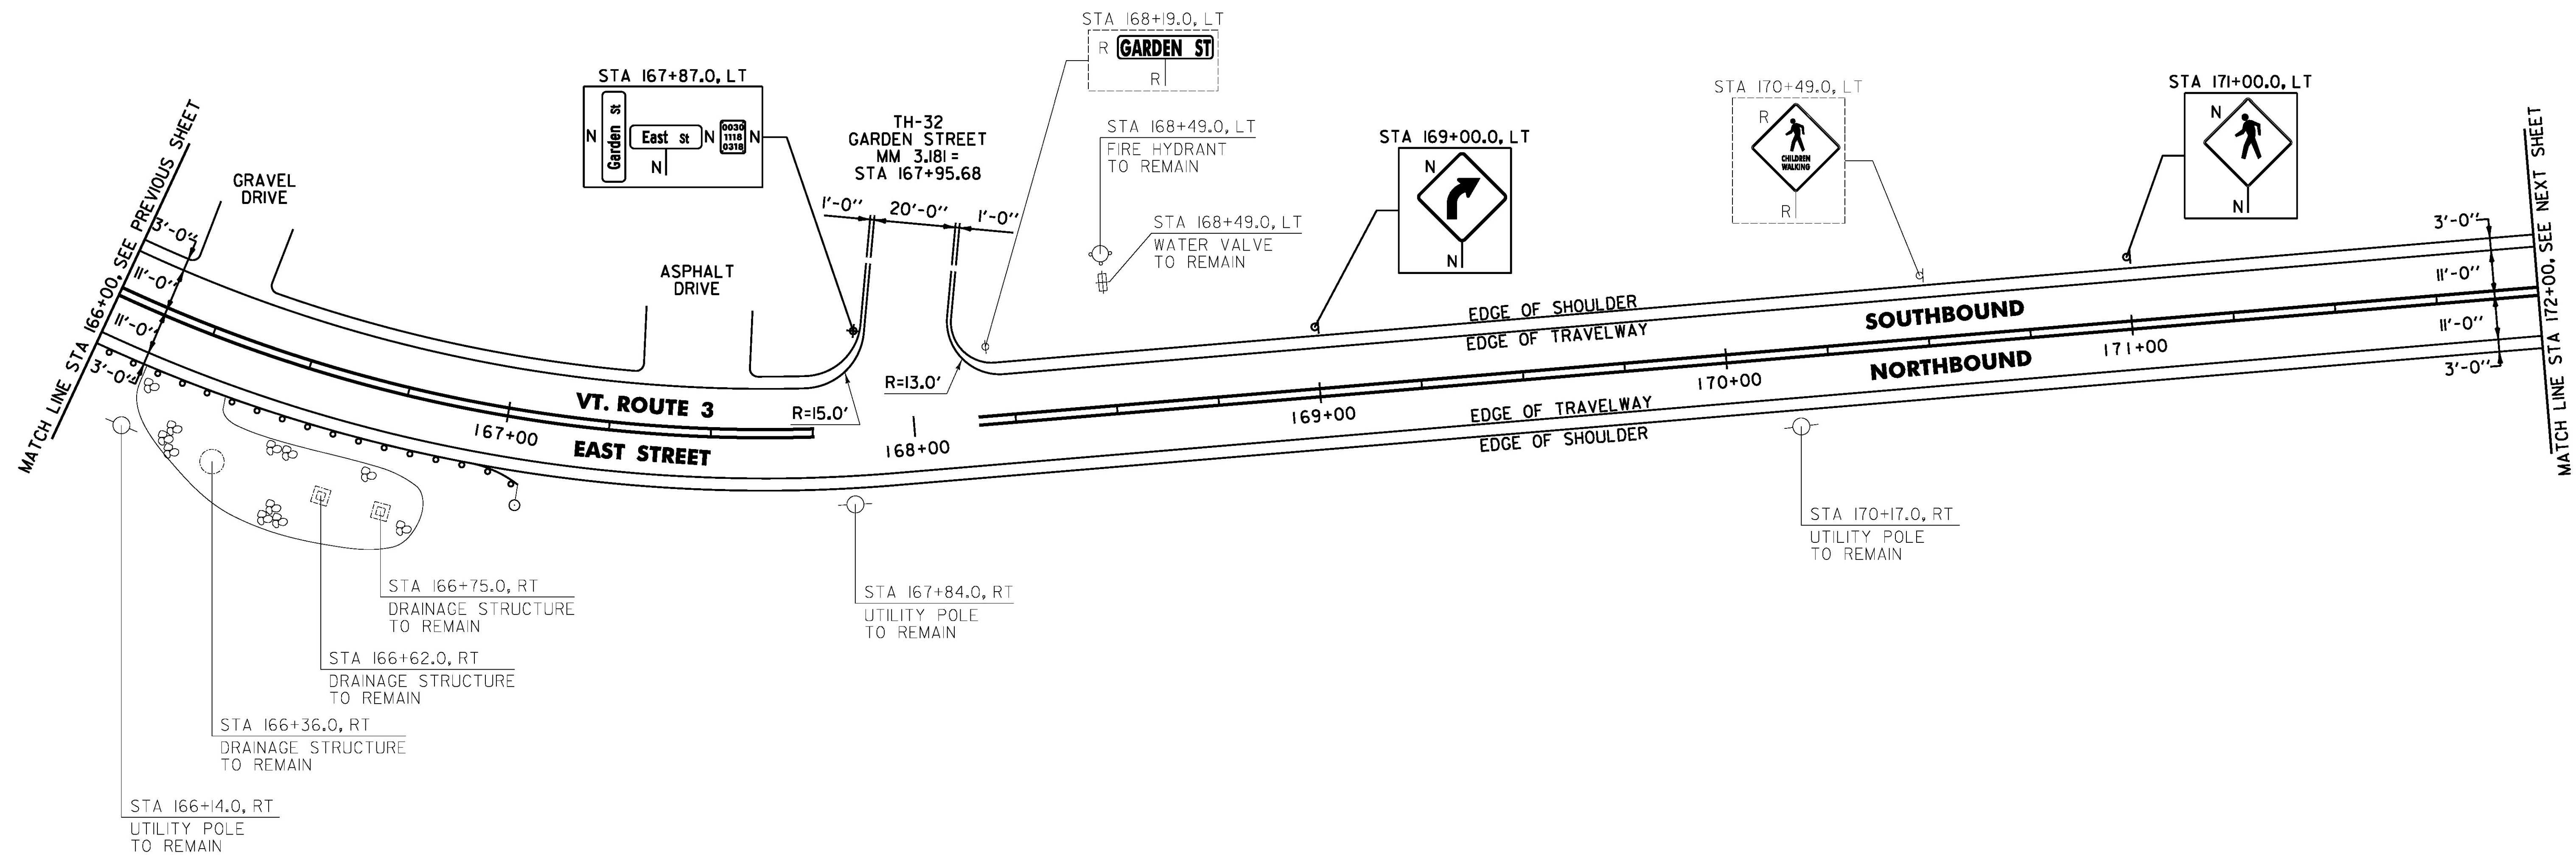 STA 168+19.0, LT
R GARDEN ST
R
STA 167+87.0, LT
N Garden St East St N 0030 N
1118
0318
N
TH-32
GARDEN STREET
MM 3.181 =
STA 167+95.68
1'-0" 20'-0" 1'-0"
STA 168+49.0, LT
FIRE HYDRANT
TO REMAIN
STA 168+49.0, LT
WATER VALVE
TO REMAIN
STA 169+00.0, LT
N
N
STA 170+49.0, LT
R
CHILDREN
WALKING
R
STA 171+00.0, LT
N
N
MATCH LINE STA 166+00, SEE PREVIOUS SHEET
GRAVEL
DRIVE
ASPHALT
DRIVE
3'-0"
11'-0"
11'-0"
3'-0"
R=15.0'
R=13.0'
VT. ROUTE 3
EAST STREET
167+00
168+00
169+00
170+00
171+00
EDGE OF SHOULDER
EDGE OF TRAVELWAY
SOUTHBOUND
NORTHBOUND
EDGE OF TRAVELWAY
EDGE OF SHOULDER
3'-0"
11'-0"
11'-0"
3'-0"
MATCH LINE STA 172+00, SEE NEXT SHEET
STA 170+17.0, RT
UTILITY POLE
TO REMAIN
STA 167+84.0, RT
UTILITY POLE
TO REMAIN
STA 166+75.0, RT
DRAINAGE STRUCTURE
TO REMAIN
STA 166+62.0, RT
DRAINAGE STRUCTURE
TO REMAIN
STA 166+36.0, RT
DRAINAGE STRUCTURE
TO REMAIN
STA 166+14.0, RT
UTILITY POLE
TO REMAIN